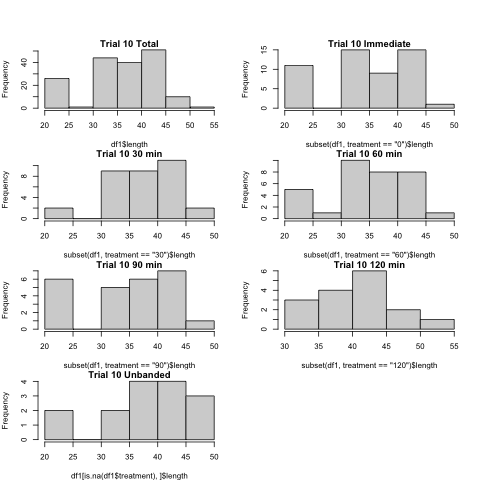 Trial 10 Total
Frequency
0 20 40
20 25 30 35 40 45 50 55
df1$length
Trial 10 Immediate
Frequency
0 5 10 15
20 25 30 35 40 45 50
subset(df1, treatment == "0")$length
Trial 10 30 min
Frequency
0 4 8
20 25 30 35 40 45 50
subset(df1, treatment == "30")$length
Trial 10 60 min
Frequency
0 2 4 6 8
20 25 30 35 40 45 50
subset(df1, treatment == "60")$length
Trial 10 90 min
Frequency
0 2 4 6
20 25 30 35 40 45 50
subset(df1, treatment == "90")$length
Trial 10 120 min
Frequency
0 2 4 6
30 35 40 45 50 55
subset(df1, treatment == "120")$length
Trial 10 Unbanded
Frequency
0 1 2 3 4
20 25 30 35 40 45 50
df1[is.na(df1$treatment), ]$length